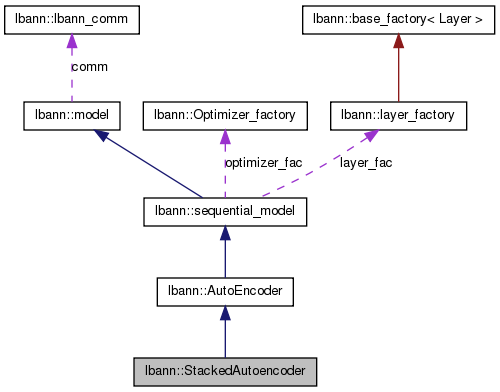 lbann::lbann_comm
lbann::base_factory< Layer >
comm
lbann::model
lbann::Optimizer_factory
lbann::layer_factory
optimizer_fac
layer_fac
lbann::sequential_model
lbann::AutoEncoder
lbann::StackedAutoencoder